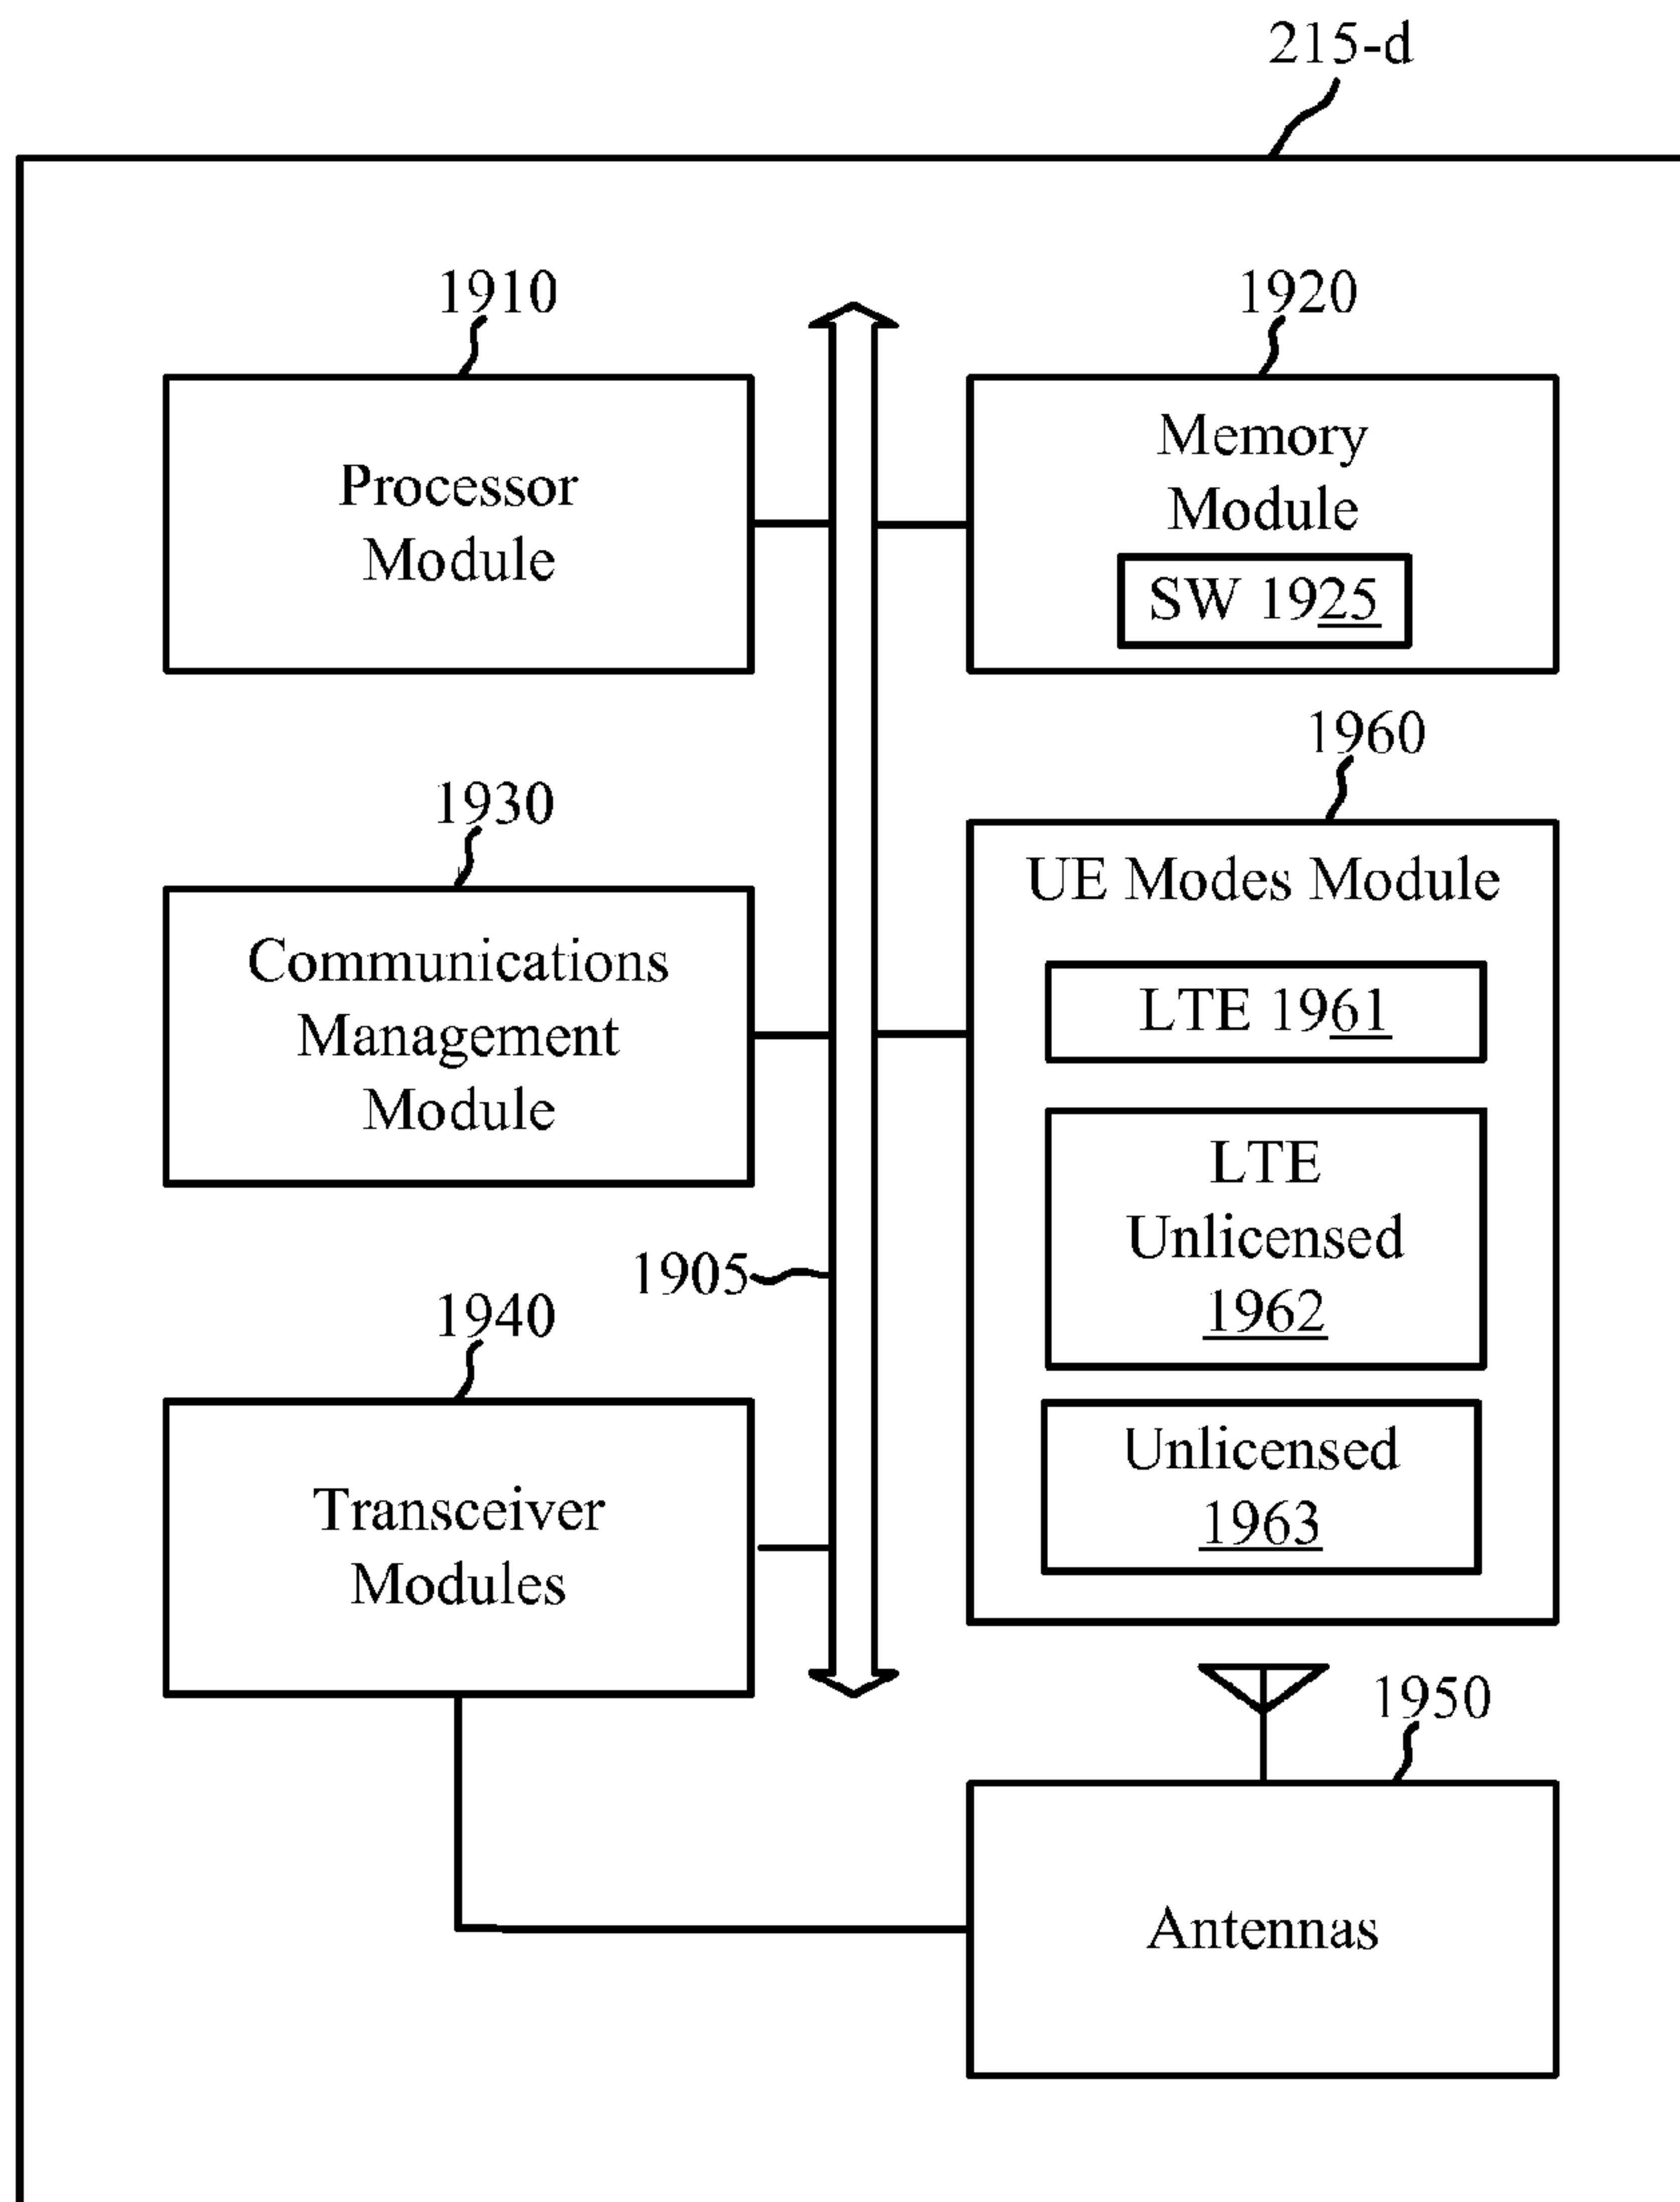 215-d
1910
1920
Processor
Module
Memory
Module
SW 1925
1930
1960
Communications
Management
Module
UE Modes Module
LTE 1961
LTE
Unlicensed
1962
1905
1940
Transceiver
Modules
Unlicensed
1963
1950
Antennas